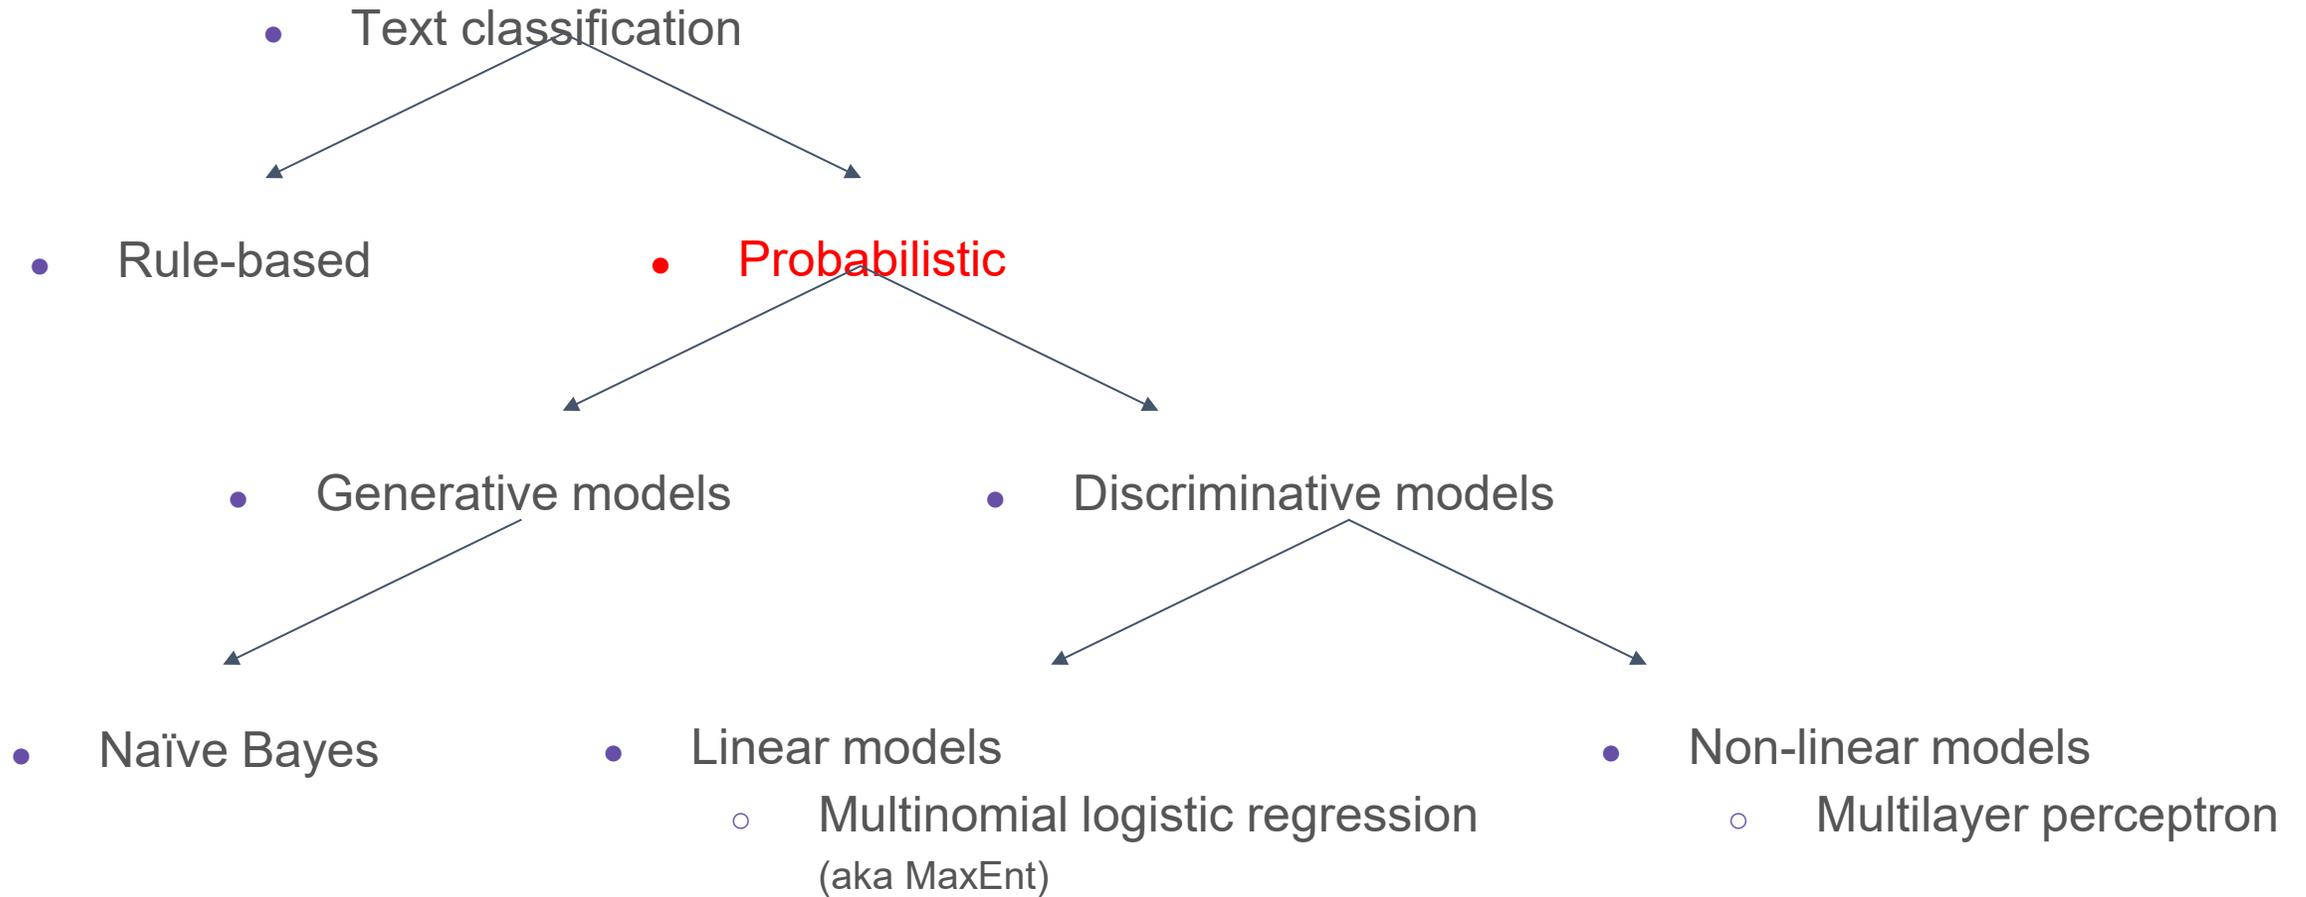 Text classification
Rule-based
Probabilistic
Generative models
Discriminative models
Naïve Bayes
Linear models
Multinomial logistic regression
(aka MaxEnt)
Non-linear models
Multilayer perceptron